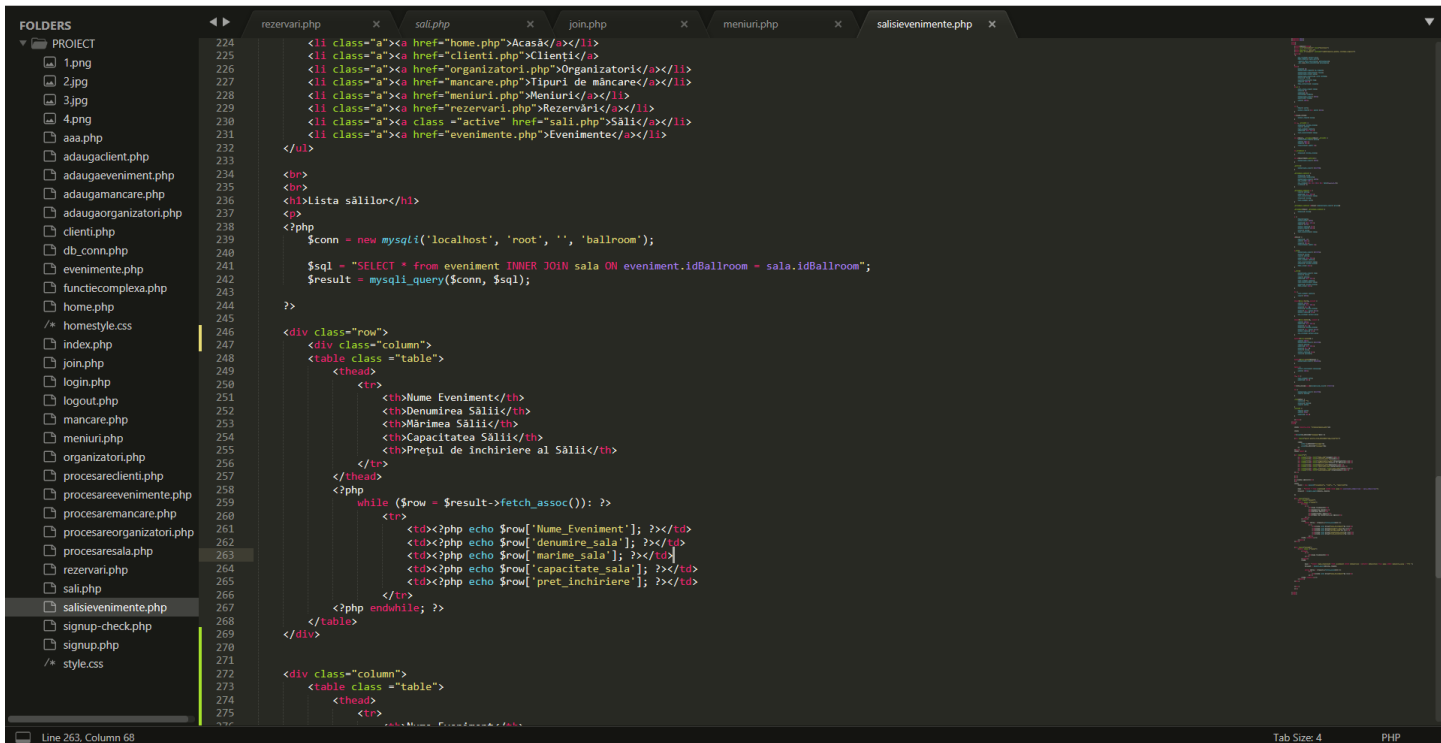 FOLDERS
PROIECT
1.png
2.jpg
3.jpg
4.png
aaa.php
adaugaclient.php
adaugaeveniment.php
adaugamancare.php
adaugaorganizatori.php
clienti.php
db_conn.php
evenimente.php
functiecomplexa.php
home.php
/* homestyle.css
index.php
join.php
login.php
logout.php
mancare.php
meniuri.php
organizatori.php
procesareclienti.php
procesareevenimente.php
procesaremancare.php
procesareorganizatori.php
procesaresala.php
rezervari.php
sali.php
salisievenimente.php
signup-check.php
signup.php
/* style.css
rezervari.php × sali.php × join.php × meniuri.php × salisievenimente.php ×
224 <li class="a"><a href="home.php">Acasă</a></li>
225 <li class="a"><a href="clienti.php">Clienți</a>
226 <li class="a"><a href="organizatori.php">Organizatori</a></li>
227 <li class="a"><a href="mancare.php">Tipuri de mâncare</a></li>
228 <li class="a"><a href="meniuri.php">Meniuri</a></li>
229 <li class="a"><a href="rezervari.php">Rezervări</a></li>
230 <li class="a"><a class ="active" href="sali.php">Săli</a></li>
231 <li class="a"><a href="evenimente.php">Evenimente</a></li>
232 </ul>
233
234 <br>
235 <br>
236 <h1>Lista sălilor</h1>
237 <p>
238 <?php
239 $conn = new mysqli('localhost', 'root', '', 'ballroom');
240
241 $sql = "SELECT * from eveniment INNER JOiN sala ON eveniment.idBallroom = sala.idBallroom";
242 $result = mysqli_query($conn, $sql);
243
244 ?>
245
246 <div class="row">
247 <div class="column">
248 <table class ="table">
249 <thead>
250 <tr>
251 <th>Nume Eveniment</th>
252 <th>Denumirea Sălii</th>
253 <th>Mărimea Sălii</th>
254 <th>Capacitatea Sălii</th>
255 <th>Prețul de închiriere al Sălii</th>
256 </tr>
257 </thead>
258 <?php
259 while ($row = $result->fetch_assoc()): ?>
260 <tr>
261 <td><?php echo $row['Nume_Eveniment']; ?></td>
262 <td><?php echo $row['denumire_sala']; ?></td>
263 <td><?php echo $row['marime_sala']; ?></td>
264 <td><?php echo $row['capacitate_sala']; ?></td>
265 <td><?php echo $row['pret_inchiriere']; ?></td>
266 </tr>
267 <?php endwhile; ?>
268 </table>
269 </div>
270
271
272 <div class="column">
273 <table class ="table">
274 <thead>
275 <tr>
Line 263, Column 68
Tab Size: 4
PHP